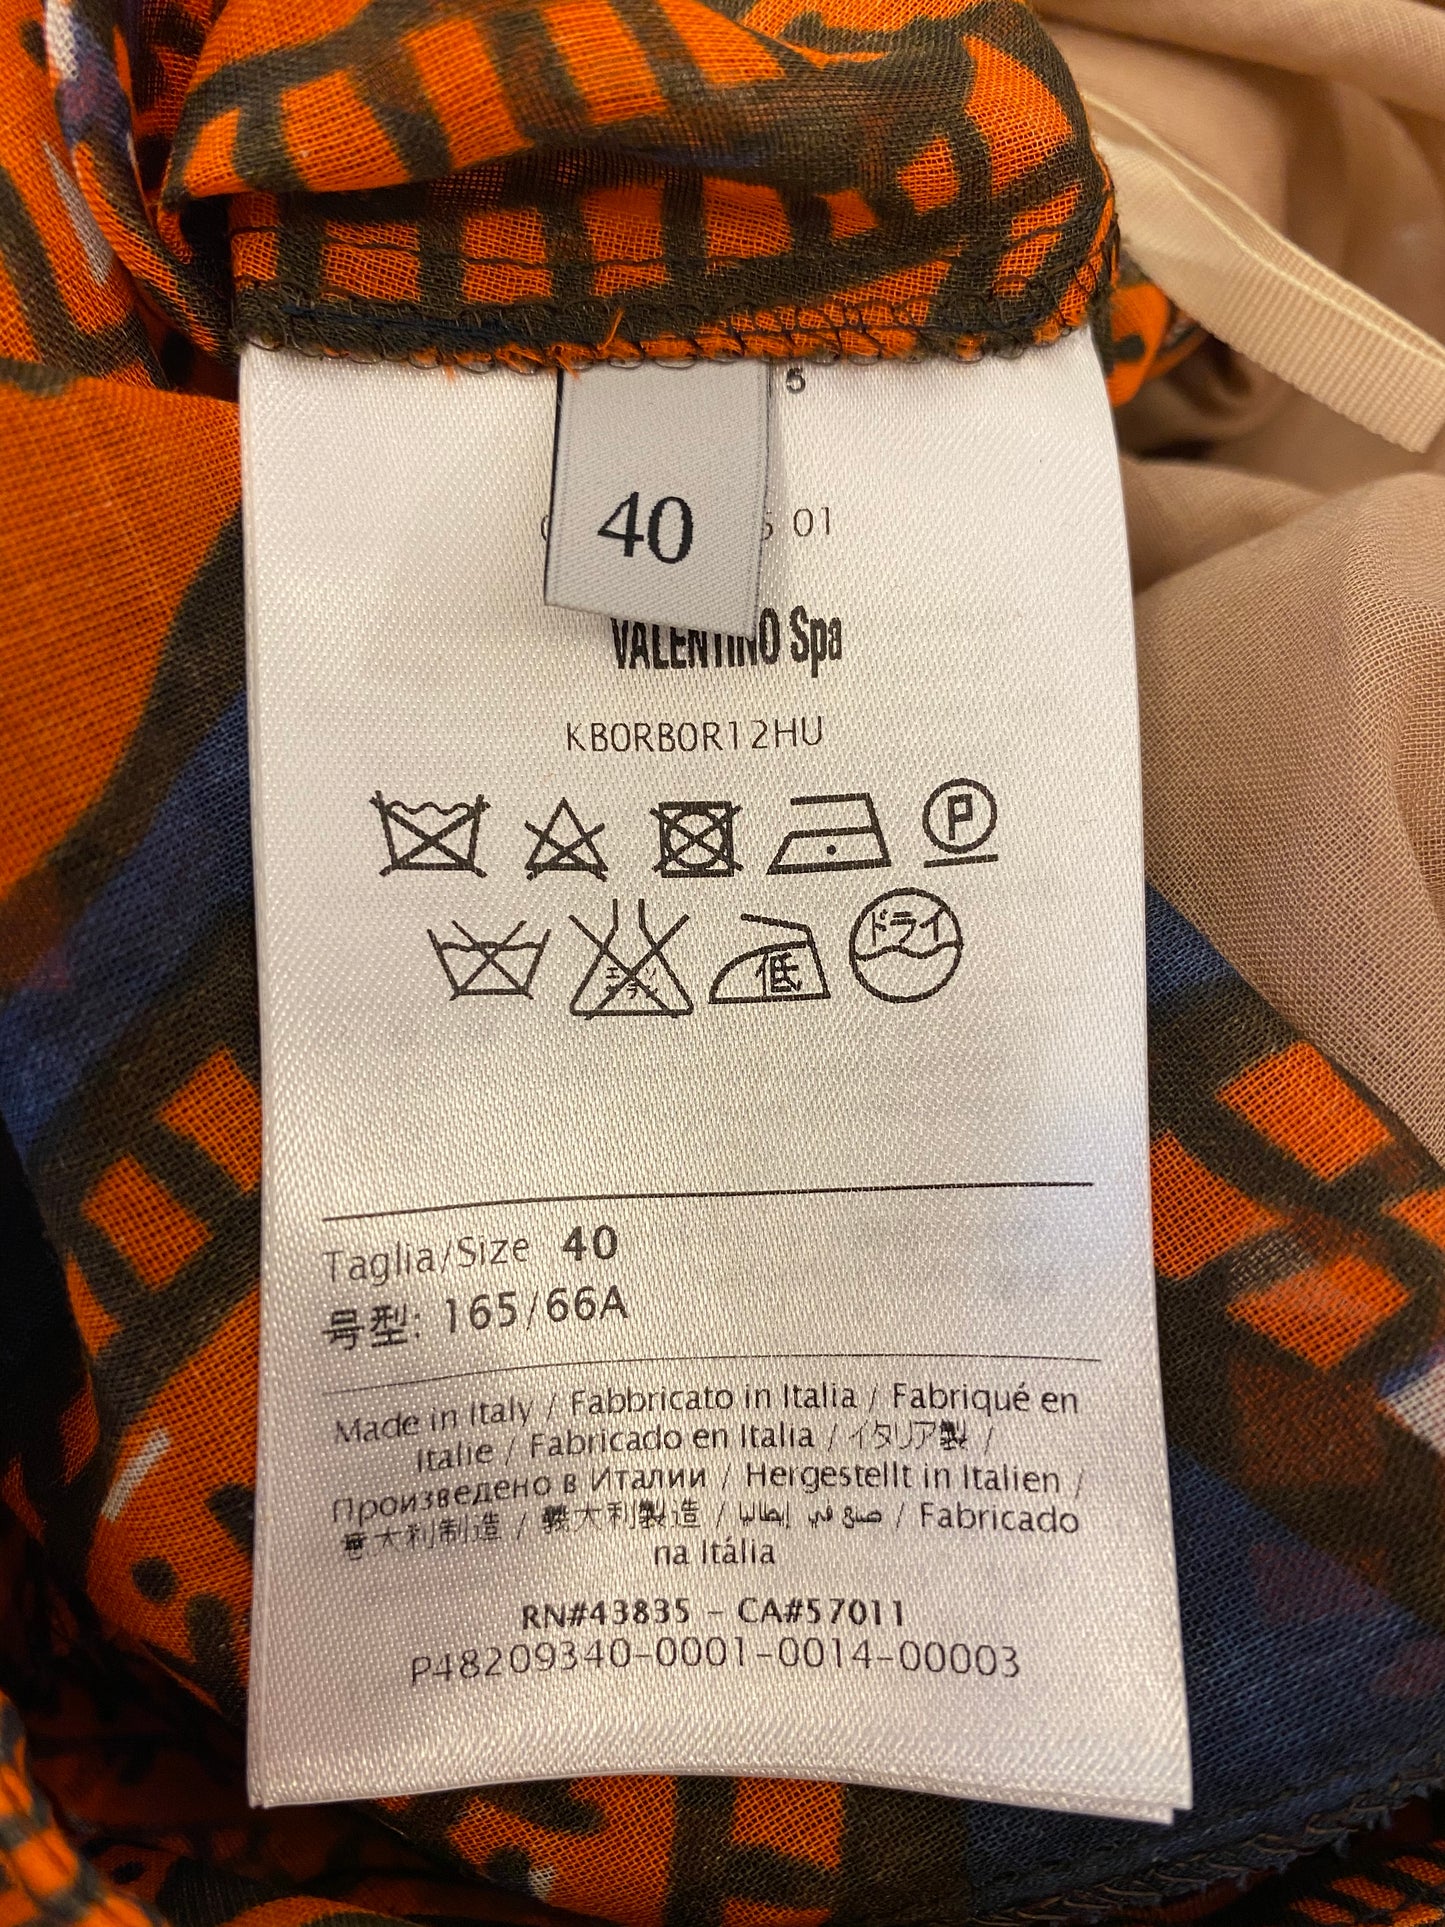 5
40
01
VALENTINO Spa
KB0RB0R12HU
P
ドライ
低
Taglia/Size 40
号型: 165/66A
Made in Italy / Fabbricato in Italia / Fabriqué en
Italie / Fabricado en Italia / イタリア製 /
Произведено в Италии / Hergestellt in Italien /
意大利制造 / 義大利製造 / صنع في إيطاليا / Fabricado
na Itália
RN#43835 - CA#57011
P48209340-0001-0014-00003